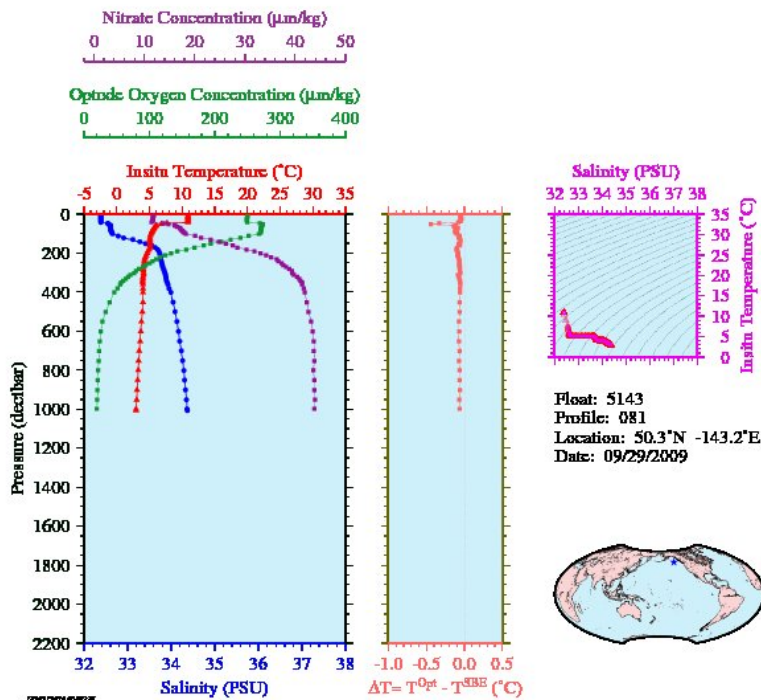 Nitrate Concentration (μm/kg)
0 10 20 30 40 50
Optode Oxygen Concentration (μm/kg)
0 100 200 300 400
Insitu Temperature (°C)
-5 0 5 10 15 20 25 30 35
Pressure (decibar)
0
200
400
600
800
1000
1200
1400
1600
1800
2000
2200
32 33 34 35 36 37 38
Salinity (PSU)
-1.0 -0.5 0.0 0.5
ΔT= T^Opt - T^SBE (°C)
Salinity (PSU)
32 33 34 35 36 37 38
35
30
25
20
15
10
5
0
Insitu Temperature (°C)
Float: 5143
Profile: 081
Location: 50.3°N -143.2°E
Date: 09/29/2009